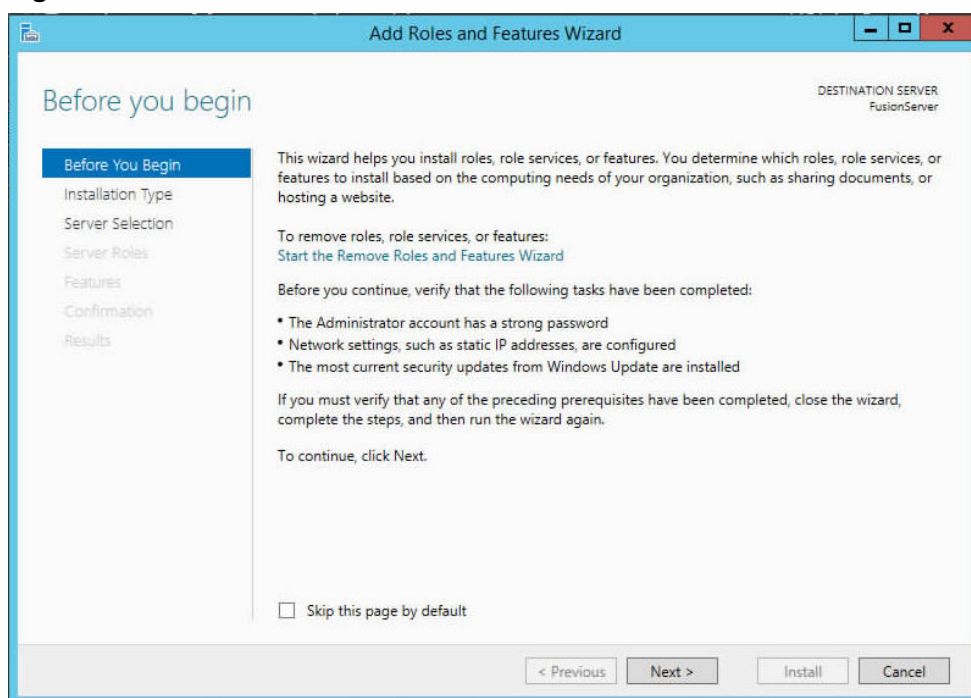 Add Roles and Features Wizard
Before you begin
DESTINATION SERVER
FusionServer
Before You Begin
Installation Type
Server Selection
Server Roles
Features
Confirmation
Results
This wizard helps you install roles, role services, or features. You determine which roles, role services, or
features to install based on the computing needs of your organization, such as sharing documents, or
hosting a website.
To remove roles, role services, or features:
Start the Remove Roles and Features Wizard
Before you continue, verify that the following tasks have been completed:
• The Administrator account has a strong password
• Network settings, such as static IP addresses, are configured
• The most current security updates from Windows Update are installed
If you must verify that any of the preceding prerequisites have been completed, close the wizard,
complete the steps, and then run the wizard again.
To continue, click Next.
Skip this page by default
< Previous
Next >
Install
Cancel